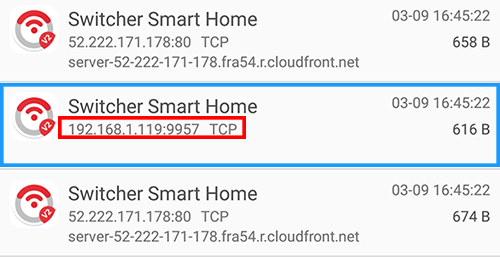 Switcher Smart Home 03-09 16:45:22
52.222.171.178:80 TCP 658 B
server-52-222-171-178.fra54.r.cloudfront.net
V2
Switcher Smart Home 03-09 16:45:22
192.168.1.119:9957 TCP 616 B
V2
Switcher Smart Home 03-09 16:45:22
52.222.171.178:80 TCP 674 B
server-52-222-171-178.fra54.r.cloudfront.net
V2